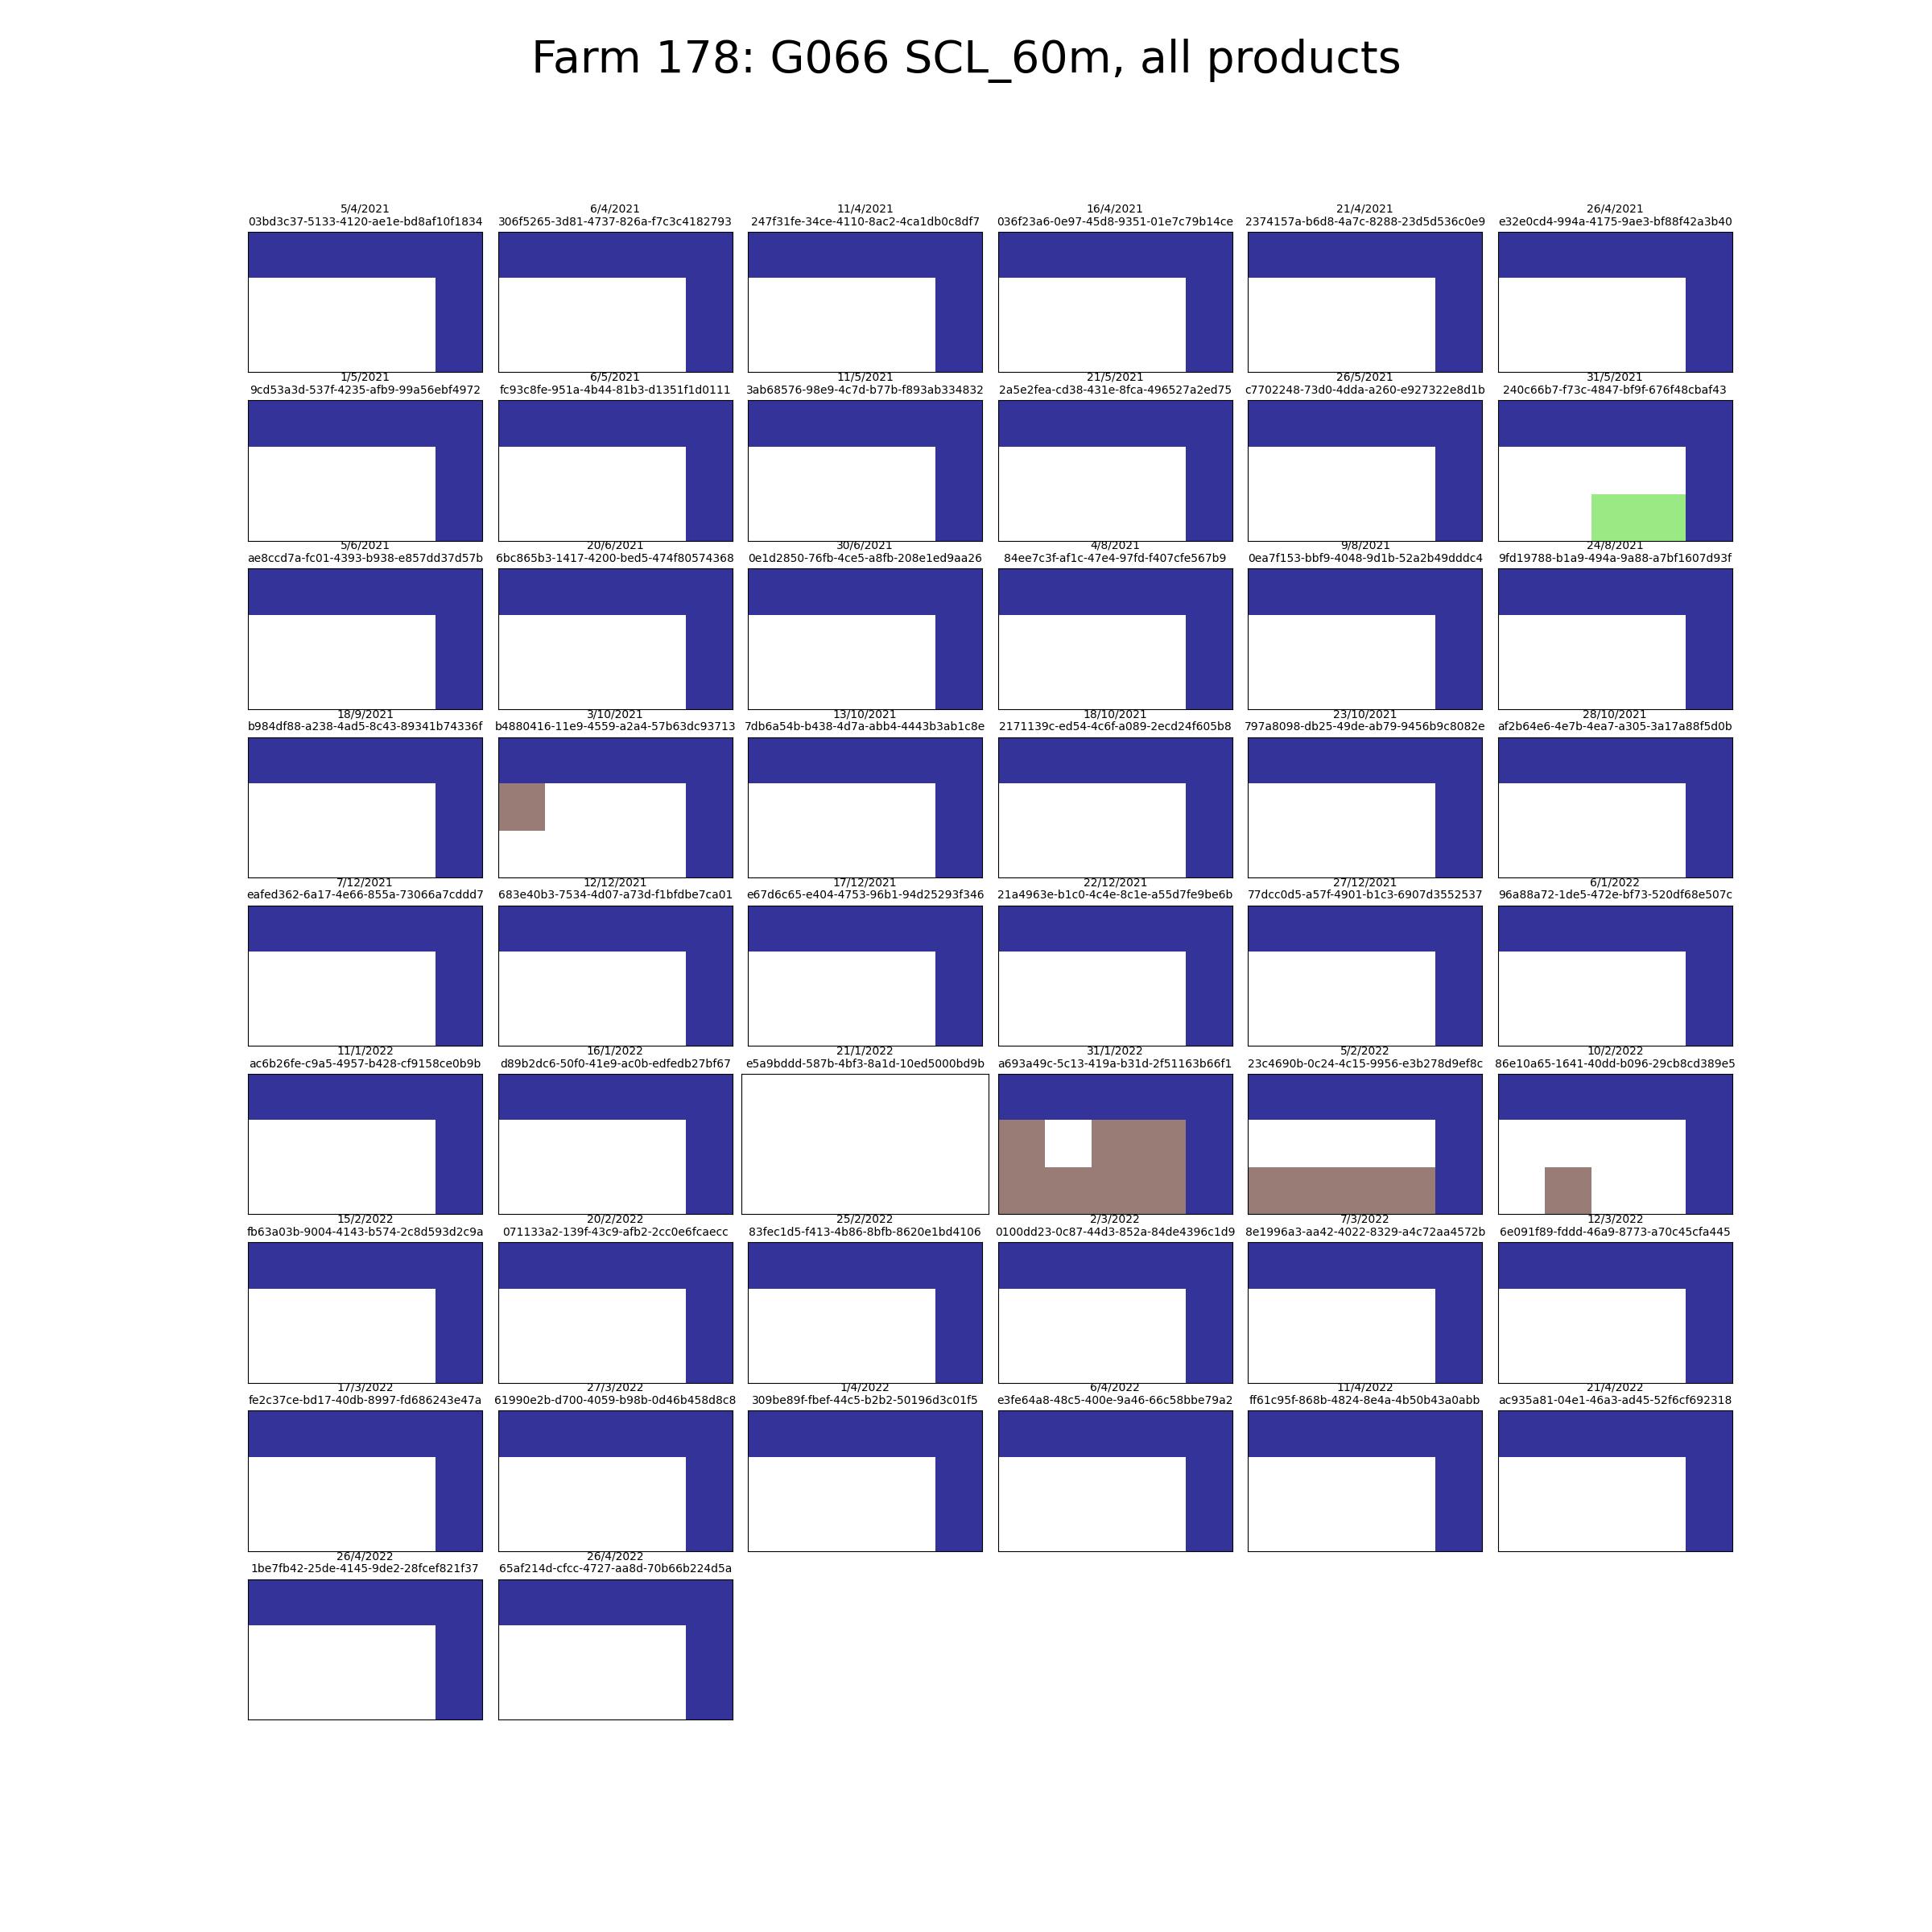 Farm 178: G066 SCL_60m, all products
5/4/2021
03bd3c37-5133-4120-ae1e-bd8af10f1834
6/4/2021
306f5265-3d81-4737-826a-f7c3c4182793
11/4/2021
247f31fe-34ce-4110-8ac2-4ca1db0c8df7
16/4/2021
036f23a6-0e97-45d8-9351-01e7c79b14ce
21/4/2021
2374157a-b6d8-4a7c-8288-23d5d536c0e9
26/4/2021
e32e0cd4-994a-4175-9ae3-bf88f42a3b40
1/5/2021
9cd53a3d-537f-4235-afb9-99a56ebf4972
6/5/2021
fc93c8fe-951a-4b44-81b3-d1351f1d0111
11/5/2021
3ab68576-98e9-4c7d-b77b-f893ab334832
21/5/2021
2a5e2fea-cd38-431e-8fca-496527a2ed75
26/5/2021
c7702248-73d0-4dda-a260-e927322e8d1b
31/5/2021
240c66b7-f73c-4847-bf9f-676f48cbaf43
5/6/2021
ae8ccd7a-fc01-4393-b938-e857dd37d57b
20/6/2021
6bc865b3-1417-4200-bed5-474f80574368
30/6/2021
0e1d2850-76fb-4ce5-a8fb-208e1ed9aa26
4/8/2021
84ee7c3f-af1c-47e4-97fd-f407cfe567b9
9/8/2021
0ea7f153-bbf9-4048-9d1b-52a2b49dddc4
24/8/2021
9fd19788-b1a9-494a-9a88-a7bf1607d93f
18/9/2021
b984df88-a238-4ad5-8c43-89341b74336f
3/10/2021
b4880416-11e9-4559-a2a4-57b63dc93713
13/10/2021
7db6a54b-b438-4d7a-abb4-4443b3ab1c8e
18/10/2021
2171139c-ed54-4c6f-a089-2ecd24f605b8
23/10/2021
797a8098-db25-49de-ab79-9456b9c8082e
28/10/2021
af2b64e6-4e7b-4ea7-a305-3a17a88f5d0b
7/12/2021
eafed362-6a17-4e66-855a-73066a7cddd7
12/12/2021
683e40b3-7534-4d07-a73d-f1bfdbe7ca01
17/12/2021
e67d6c65-e404-4753-96b1-94d25293f346
22/12/2021
21a4963e-b1c0-4c4e-8c1e-a55d7fe9be6b
27/12/2021
77dcc0d5-a57f-4901-b1c3-6907d3552537
6/1/2022
96a88a72-1de5-472e-bf73-520df68e507c
11/1/2022
ac6b26fe-c9a5-4957-b428-cf9158ce0b9b
16/1/2022
d89b2dc6-50f0-41e9-ac0b-edfedb27bf67
21/1/2022
e5a9bddd-587b-4bf3-8a1d-10ed5000bd9b
31/1/2022
a693a49c-5c13-419a-b31d-2f51163b66f1
5/2/2022
23c4690b-0c24-4c15-9956-e3b278d9ef8c
10/2/2022
86e10a65-1641-40dd-b096-29cb8cd389e5
15/2/2022
fb63a03b-9004-4143-b574-2c8d593d2c9a
20/2/2022
071133a2-139f-43c9-afb2-2cc0e6fcaecc
25/2/2022
83fec1d5-f413-4b86-8bfb-8620e1bd4106
2/3/2022
0100dd23-0c87-44d3-852a-84de4396c1d9
7/3/2022
8e1996a3-aa42-4022-8329-a4c72aa4572b
12/3/2022
6e091f89-fddd-46a9-8773-a70c45cfa445
17/3/2022
fe2c37ce-bd17-40db-8997-fd686243e47a
27/3/2022
61990e2b-d700-4059-b98b-0d46b458d8c8
1/4/2022
309be89f-fbef-44c5-b2b2-50196d3c01f5
6/4/2022
e3fe64a8-48c5-400e-9a46-66c58bbe79a2
11/4/2022
ff61c95f-868b-4824-8e4a-4b50b43a0abb
21/4/2022
ac935a81-04e1-46a3-ad45-52f6cf692318
26/4/2022
1be7fb42-25de-4145-9de2-28fcef821f37
26/4/2022
65af214d-cfcc-4727-aa8d-70b66b224d5a